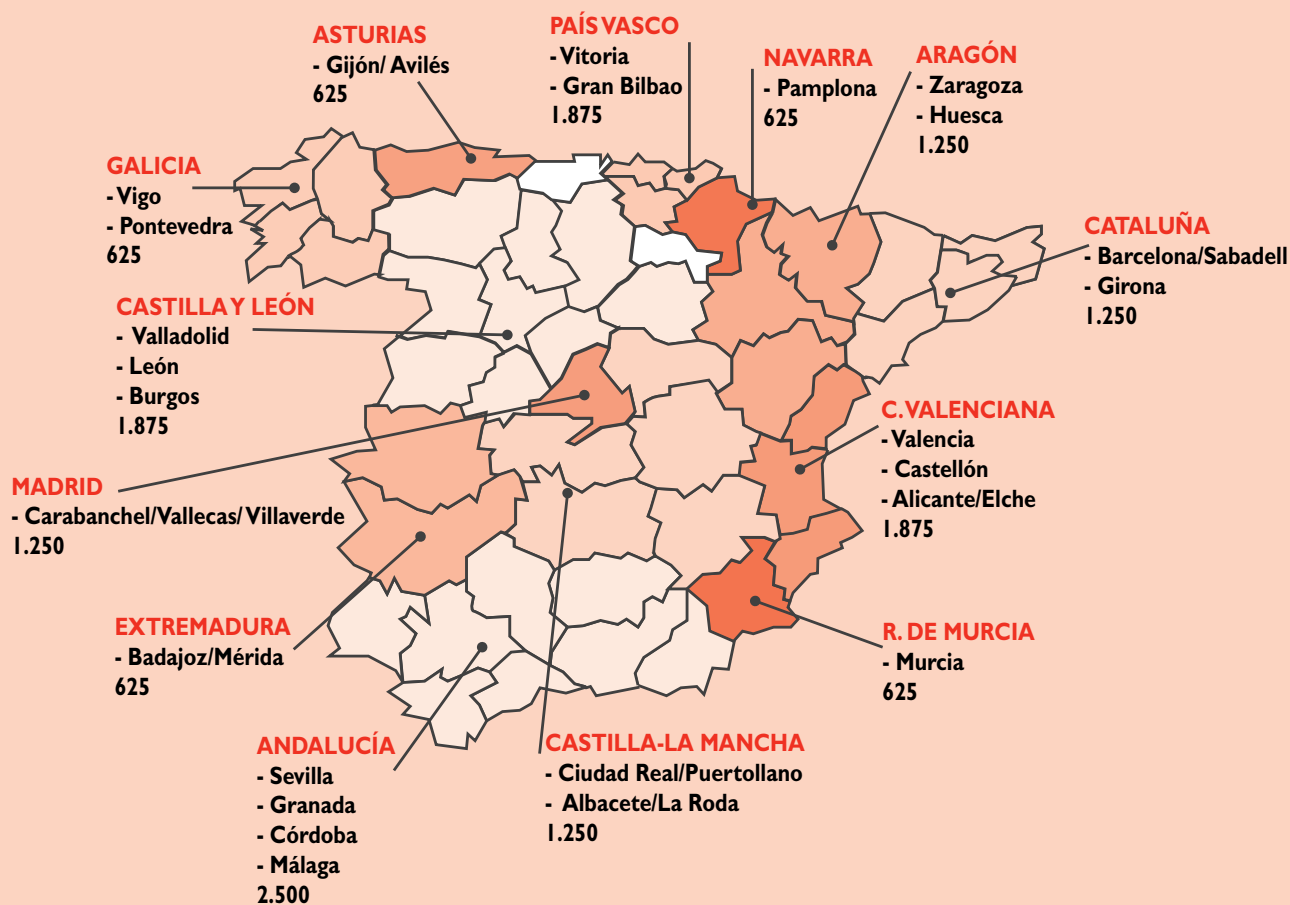 ASTURIAS
- Gijón/ Avilés
625
PAÍS VASCO
- Vitoria
- Gran Bilbao
1.875
NAVARRA
- Pamplona
625
ARAGÓN
- Zaragoza
- Huesca
1.250
GALICIA
- Vigo
- Pontevedra
625
CATALUÑA
- Barcelona/Sabadell
- Girona
1.250
CASTILLA Y LEÓN
- Valladolid
- León
- Burgos
1.875
C. VALENCIANA
- Valencia
- Castellón
- Alicante/Elche
1.875
MADRID
- Carabanchel/Vallecas/ Villaverde
1.250
EXTREMADURA
- Badajoz/Mérida
625
R. DE MURCIA
- Murcia
625
ANDALUCÍA
- Sevilla
- Granada
- Córdoba
- Málaga
2.500
CASTILLA-LA MANCHA
- Ciudad Real/Puertollano
- Albacete/La Roda
1.250